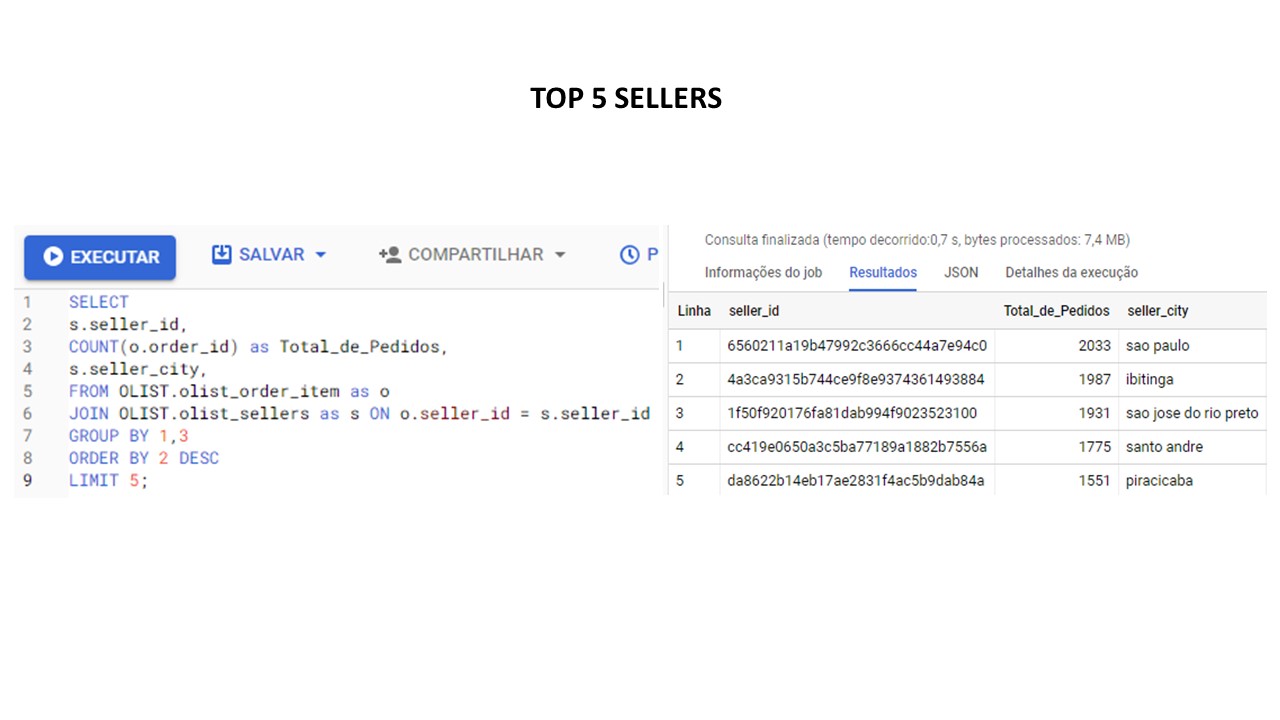 TOP 5 SELLERS
EXECUTAR SALVAR COMPARTILHAR P
1 SELECT
2 s.seller_id,
3 COUNT(o.order_id) as Total_de_Pedidos,
4 s.seller_city,
5 FROM OLIST.olist_order_item as o
6 JOIN OLIST.olist_sellers as s ON o.seller_id = s.seller_id
7 GROUP BY 1,3
8 ORDER BY 2 DESC
9 LIMIT 5;
Consulta finalizada (tempo decorrido:0,7 s, bytes processados: 7,4 MB)
Informações do job Resultados JSON Detalhes da execução
Linha seller_id Total_de_Pedidos seller_city
1 6560211a19b47992c3666cc44a7e94c0 2033 sao paulo
2 4a3ca9315b744ce9f8e9374361493884 1987 ibitinga
3 1f50f920176fa81dab994f9023523100 1931 sao jose do rio preto
4 cc419e0650a3c5ba77189a1882b7556a 1775 santo andre
5 da8622b14eb17ae2831f4ac5b9dab84a 1551 piracicaba